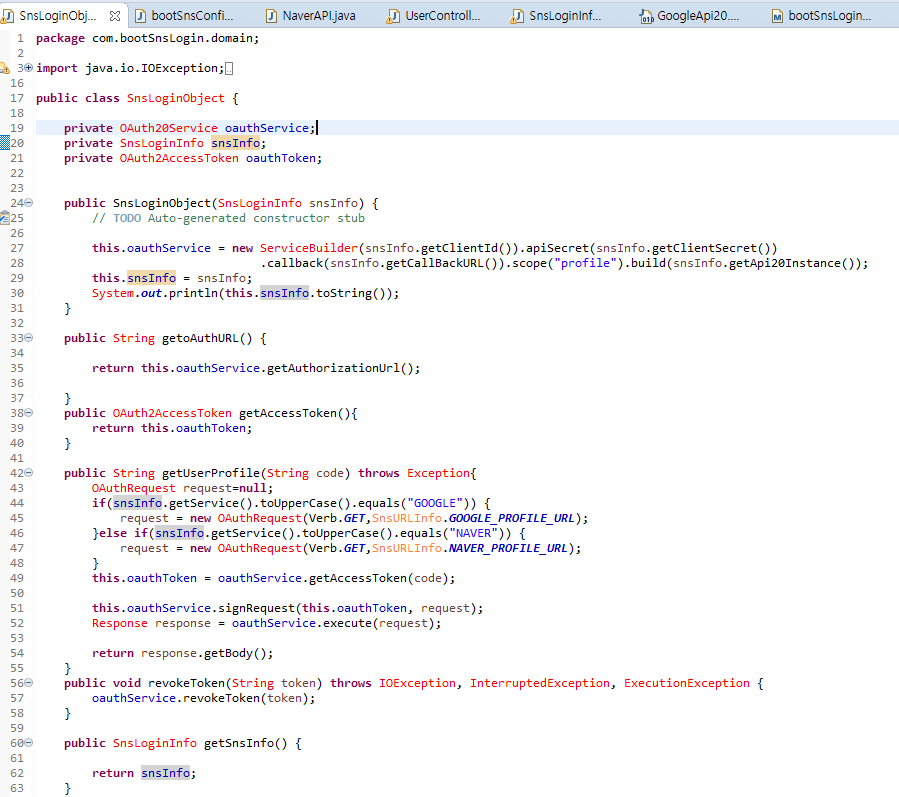 SnsLoginObj... bootSnsConfi... NaverAPI.java UserControll... SnsLoginInf... GoogleApi20.... bootSnsLogin...
1 package com.bootSnsLogin.domain;
2
3 import java.io.IOException;
16
17 public class SnsLoginObject {
18
19 private OAuth20Service oauthService;
20 private SnsLoginInfo snsInfo;
21 private OAuth2AccessToken oauthToken;
22
23
24 public SnsLoginObject(SnsLoginInfo snsInfo) {
25 // TODO Auto-generated constructor stub
26
27 this.oauthService = new ServiceBuilder(snsInfo.getClientId()).apiSecret(snsInfo.getClientSecret())
28 .callback(snsInfo.getCallBackURL()).scope("profile").build(snsInfo.getApi20Instance());
29 this.snsInfo = snsInfo;
30 System.out.println(this.snsInfo.toString());
31 }
32
33 public String getoAuthURL() {
34
35 return this.oauthService.getAuthorizationUrl();
36
37 }
38 public OAuth2AccessToken getAccessToken(){
39 return this.oauthToken;
40 }
41
42 public String getUserProfile(String code) throws Exception{
43 OAuthRequest request=null;
44 if(snsInfo.getService().toUpperCase().equals("GOOGLE")) {
45 request = new OAuthRequest(Verb.GET,SnsURLInfo.GOOGLE_PROFILE_URL);
46 }else if(snsInfo.getService().toUpperCase().equals("NAVER")) {
47 request = new OAuthRequest(Verb.GET,SnsURLInfo.NAVER_PROFILE_URL);
48 }
49 this.oauthToken = oauthService.getAccessToken(code);
50
51 this.oauthService.signRequest(this.oauthToken, request);
52 Response response = oauthService.execute(request);
53
54 return response.getBody();
55 }
56 public void revokeToken(String token) throws IOException, InterruptedException, ExecutionException {
57 oauthService.revokeToken(token);
58 }
59
60 public SnsLoginInfo getSnsInfo() {
61
62 return snsInfo;
63 }